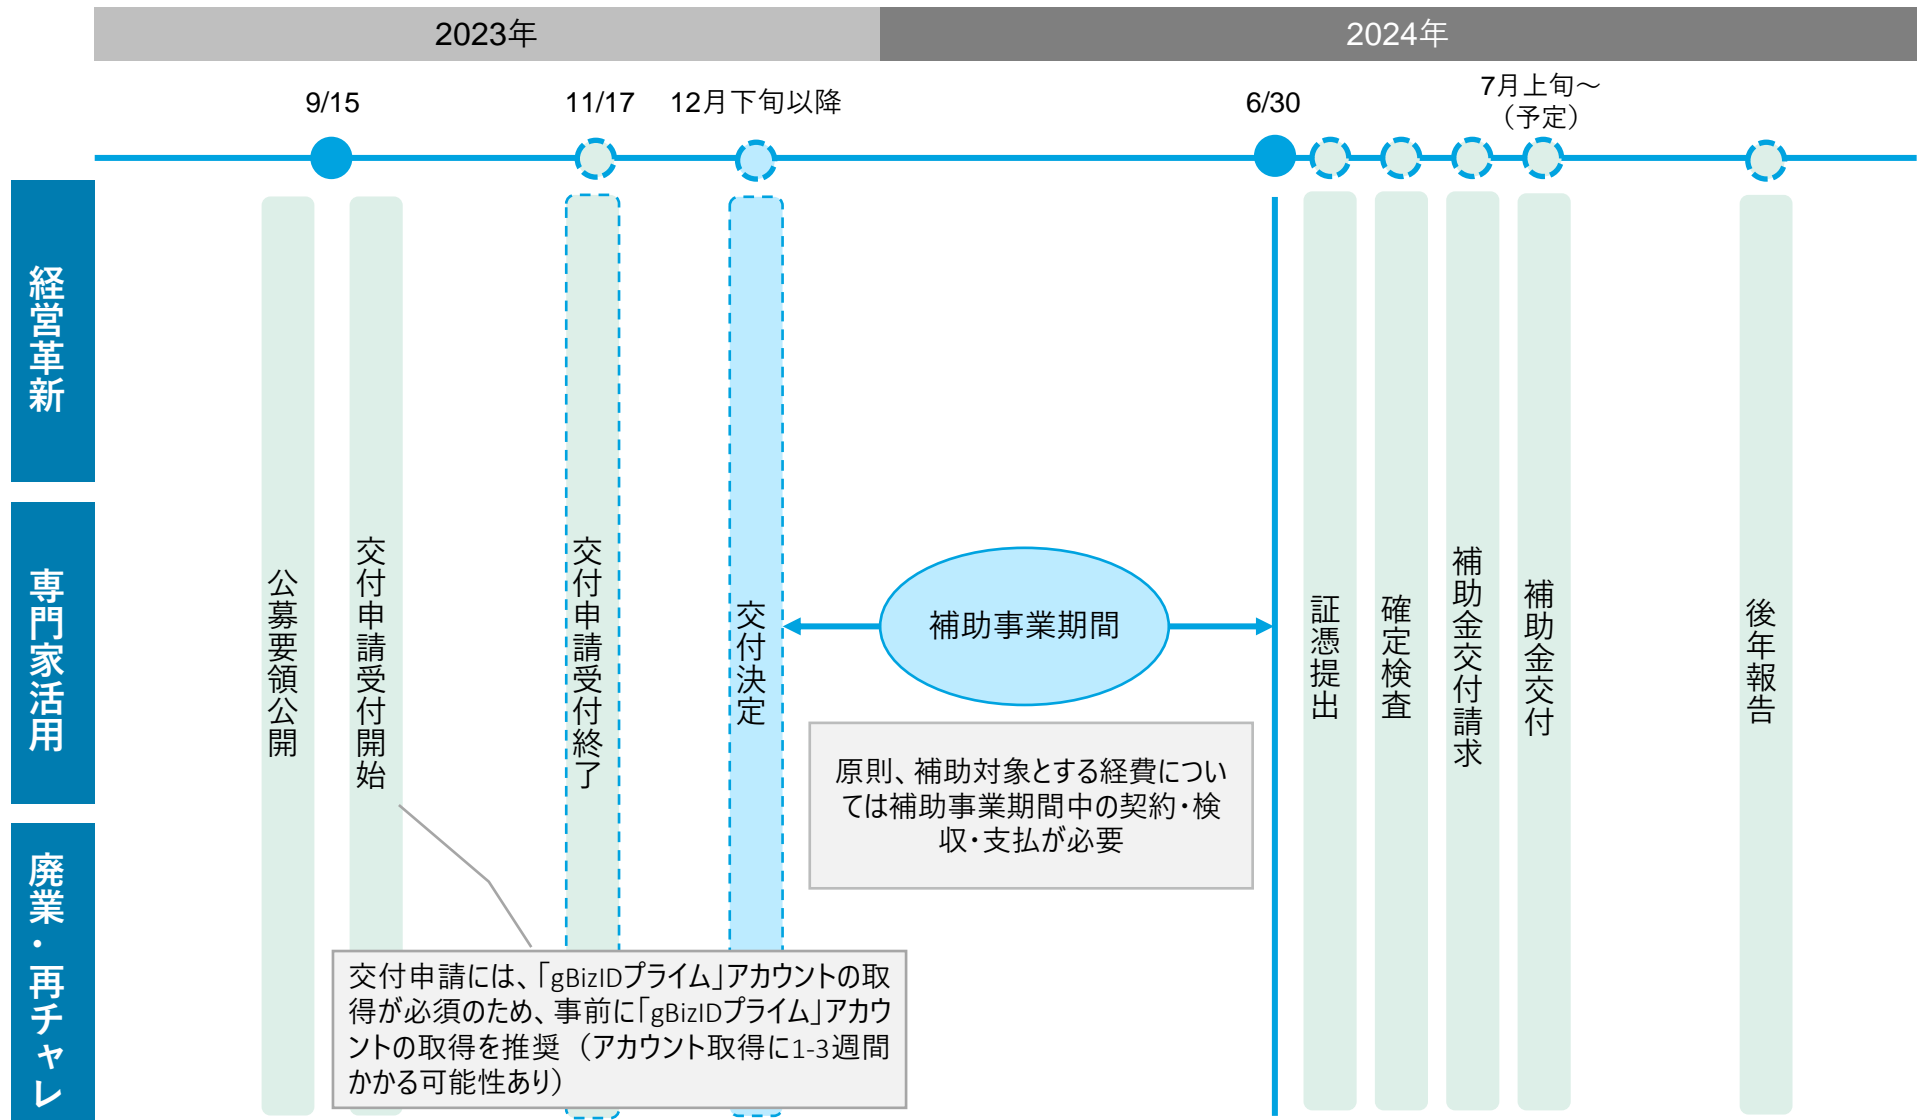 2023年
2024年
9/15
11/17
12月下旬以降
6/30
7月上旬～
（予定）
経営革新
専門家活用
廃業・再チャレ
公募要領公開
交付申請受付開始
交付申請受付終了
交付決定
補助事業期間
証憑提出
確定検査
補助金交付請求
補助金交付
後年報告
原則、補助対象とする経費につい
ては補助事業期間中の契約・検
収・支払が必要
交付申請には、「gBizIDプライム」アカウントの取
得が必須のため、事前に「gBizIDプライム」アカウ
ントの取得を推奨（アカウント取得に1-3週間
かかる可能性あり）